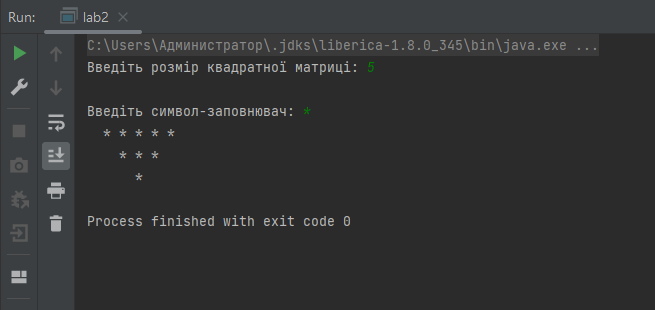 Run: lab2
C:\Users\Администратор\.jdks\liberica-1.8.0_345\bin\java.exe ...
Введіть розмір квадратної матриці: 5
Введіть символ-заповнювач: *
* * * * *
* * *
*
Process finished with exit code 0